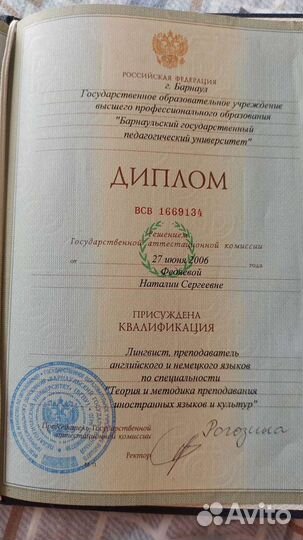 РОССИЙСКАЯ ФЕДЕРАЦИЯ
г. Барнаул
Государственное образовательное учреждение
высшего профессионального образования
"Барнаульский государственный
педагогический университет"
ДИПЛОМ
ВСВ 1669134
Решением
Государственной аттестационной комиссии
от 27 июня 2006 года
Наталии Сергеевне
ПРИСУЖДЕНА
КВАЛИФИКАЦИЯ
Лингвист, преподаватель
английского и немецкого языков
по специальности
"Теория и методика преподавания
иностранных языков и культур"
Председатель Государственной
аттестационной комиссии
Рогозина
Ректор
Avito